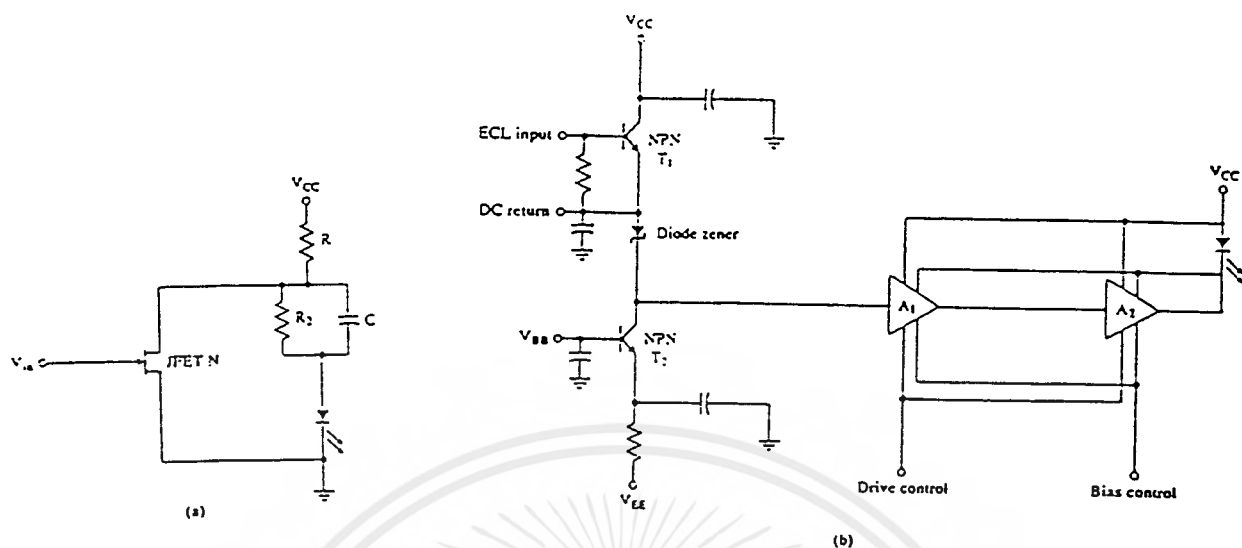 V_CC
R
R_2
C
V_in
JFET N
(a)
V_CC
ECL input
NPN
T_1
DC return
Diode zener
V_BB
NPN
T_2
V_EE
V_CC
A_1
A_2
Drive control
Bias control
(b)